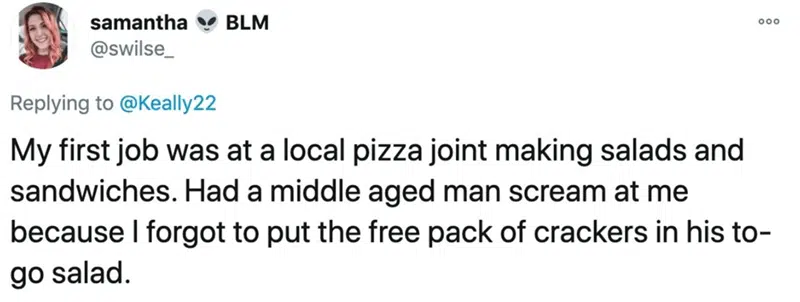 samantha 👽 BLM
@swilse_
Replying to @Keally22
My first job was at a local pizza joint making salads and
sandwiches. Had a middle aged man scream at me
because I forgot to put the free pack of crackers in his to-
go salad.